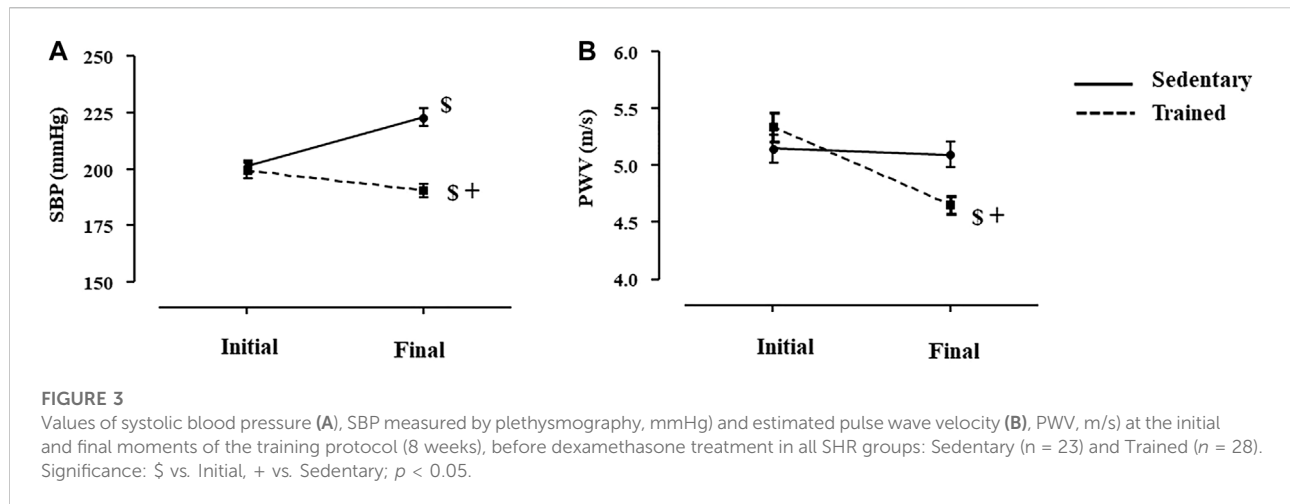 A
250
225
200
175
150
SBP (mmHg)
$
$ +
Initial
Final
B
6.0
5.5
5.0
4.5
4.0
PWV (m/s)
$ +
Initial
Final
Sedentary
Trained
FIGURE 3
Values of systolic blood pressure (A), SBP measured by plethysmography, mmHg) and estimated pulse wave velocity (B), PWV, m/s) at the initial
and final moments of the training protocol (8 weeks), before dexamethasone treatment in all SHR groups: Sedentary (n = 23) and Trained (n = 28).
Significance: $ vs. Initial, + vs. Sedentary; p < 0.05.